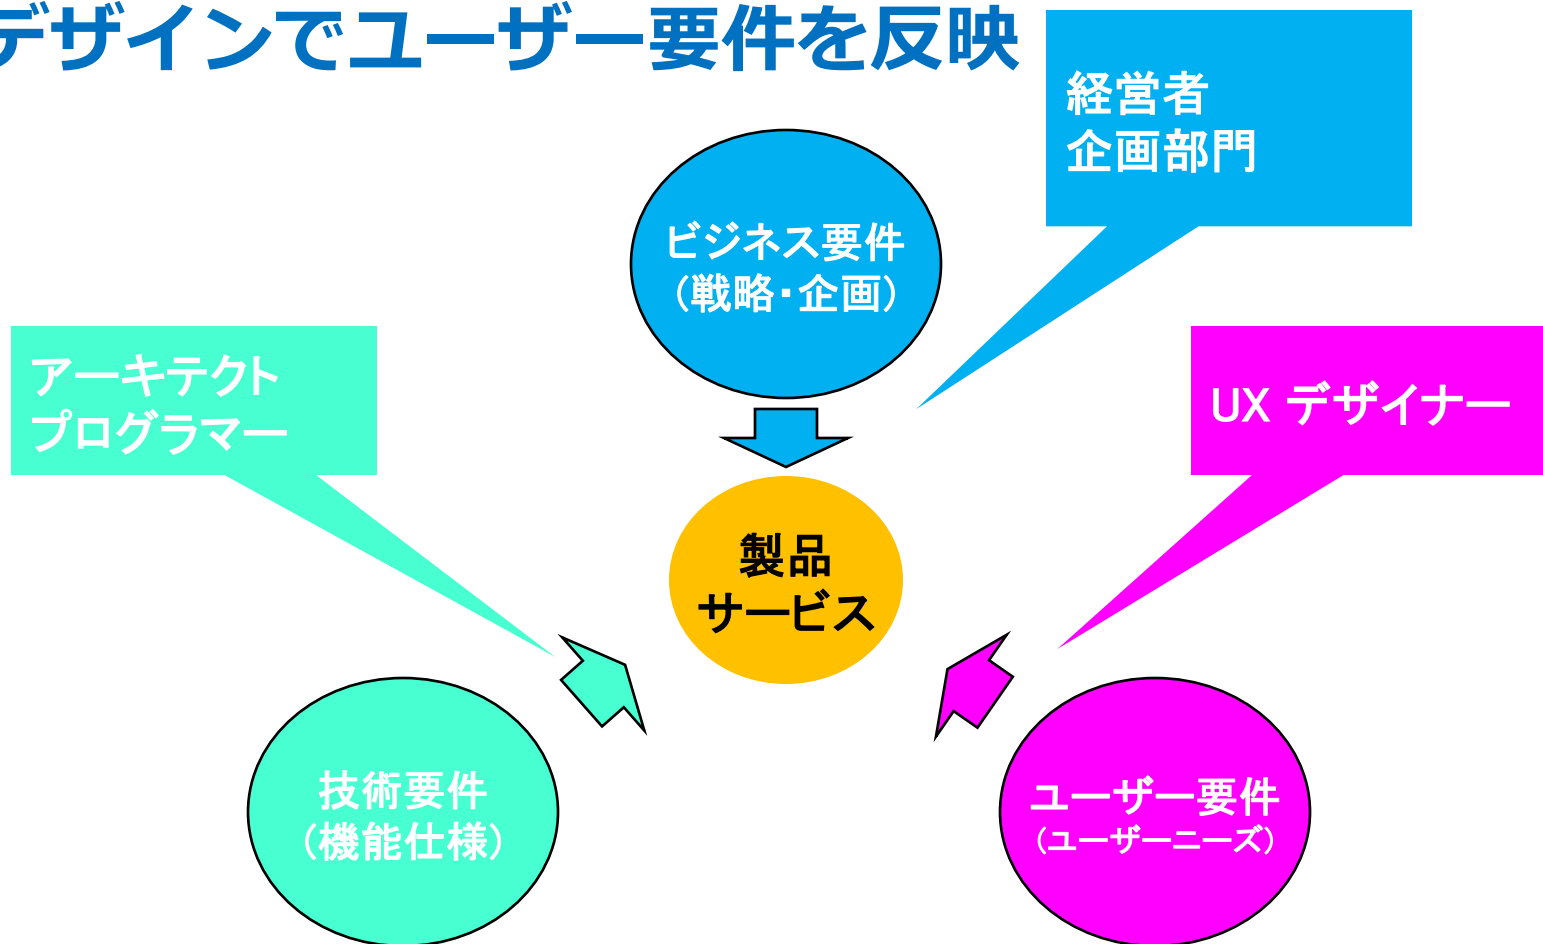 デザインでユーザー要件を反映
経営者
企画部門
ビジネス要件
（戦略・企画）
アーキテクト
プログラマー
UX デザイナー
製品
サービス
技術要件
（機能仕様）
ユーザー要件
（ユーザーニーズ）